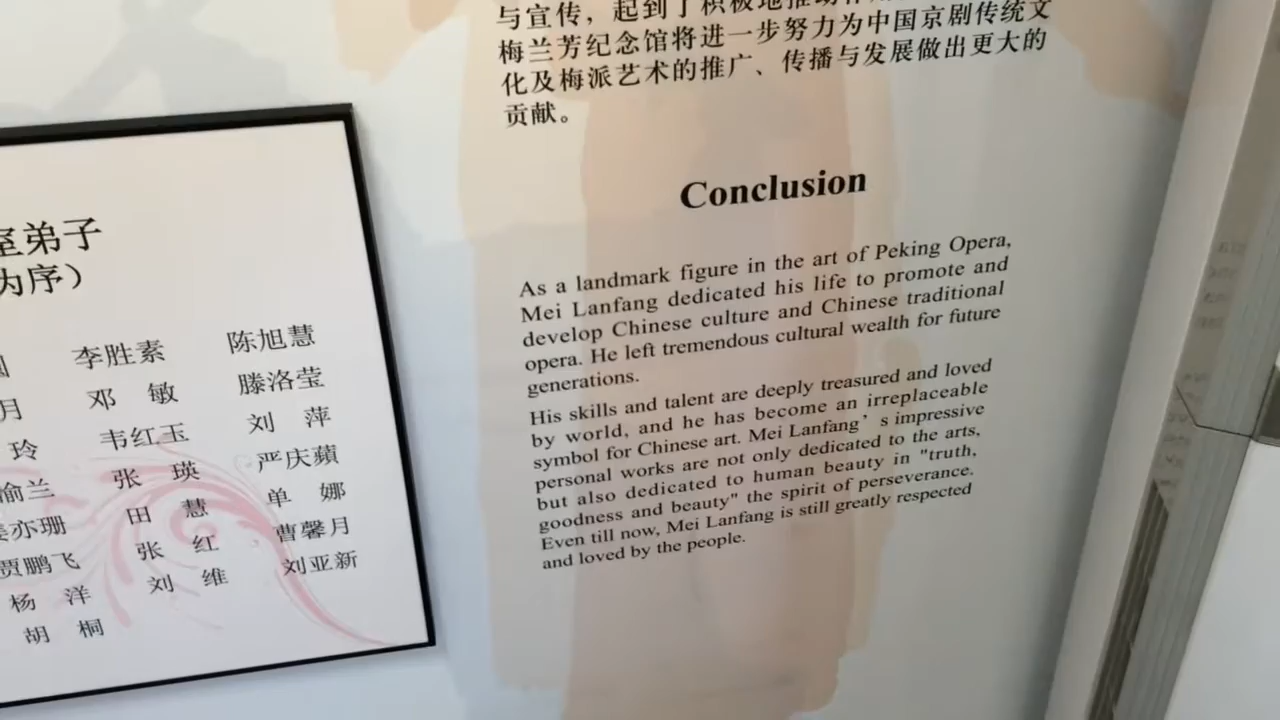 与宣传，起到了积极地推动作用
梅兰芳纪念馆将进一步努力为中国京剧传统文
化及梅派艺术的推广、传播与发展做出更大的
贡献。
Conclusion
As a landmark figure in the art of Peking Opera,
Mei Lanfang dedicated his life to promote and
develop Chinese culture and Chinese traditional
opera. He left tremendous cultural wealth for future
generations.
His skills and talent are deeply treasured and loved
by world, and he has become an irreplaceable
symbol for Chinese art. Mei Lanfang’s impressive
personal works are not only dedicated to the arts,
but also dedicated to human beauty in "truth,
goodness and beauty" the spirit of perseverance.
Even till now, Mei Lanfang is still greatly respected
and loved by the people.
室弟子
为序）
李胜素 陈旭慧
月 邓 敏 滕洛莹
玲 韦红玉 刘 萍
俞兰 张 瑛 严庆蘋
姜亦珊 田 慧 单 娜
贾鹏飞 张 红 曹馨月
杨 洋 刘 维 刘亚新
胡 桐